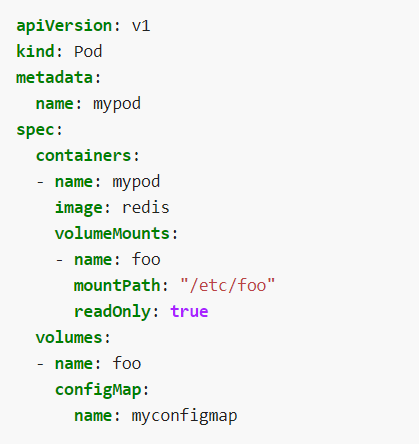 apiVersion: v1
kind: Pod
metadata:
  name: mypod
spec:
  containers:
  - name: mypod
    image: redis
    volumeMounts:
    - name: foo
      mountPath: "/etc/foo"
      readOnly: true
  volumes:
  - name: foo
    configMap:
      name: myconfigmap